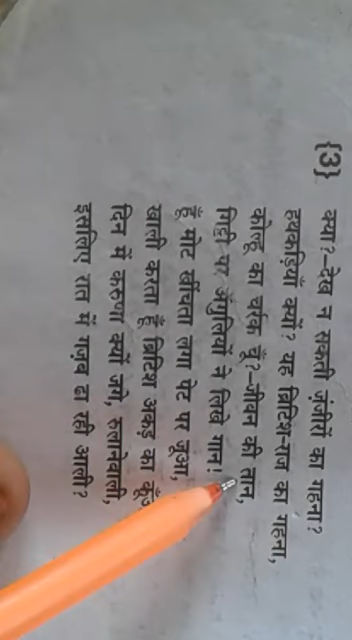 {3}
क्या?-देख न सकती जंजीरों का गहना?
हथकड़ियाँ क्यों? यह ब्रिटिश-राज का गहना,
कोल्हू का चर्रक चूँ?-जीवन की तान,
मिट्टी पर अँगुलियों ने लिखे गान!
हूँ मोट खींचता लगा पेट पर जूआ,
खाली करता हूँ ब्रिटिश अकड़ का
दिन में करुणा क्यों जगे, रुलानेवाली,
इसलिए रात में गज़ब ढा रही आली?